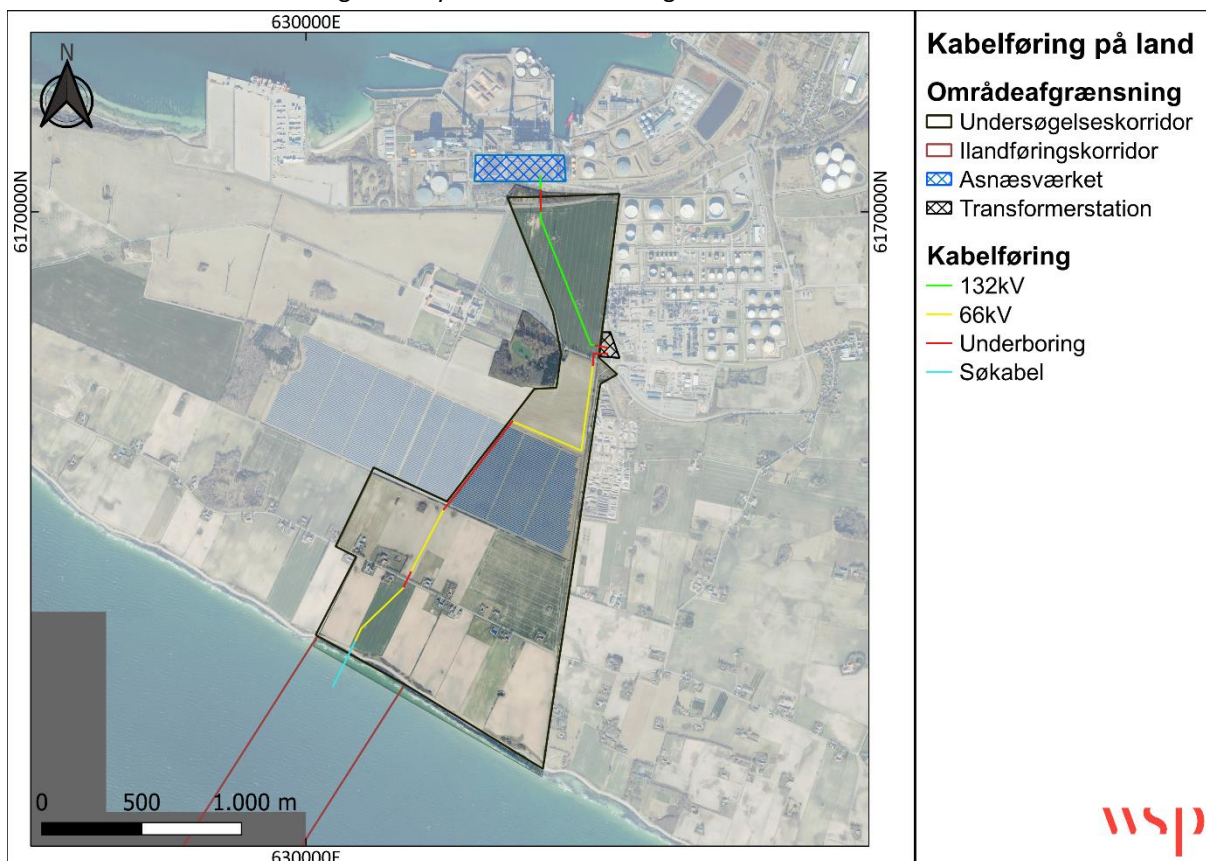 630000E
N
6170000N
6170000N
0 500 1.000 m
630000E
Kabelføring på land
Områdeafgrænsning
Undersøgelseskorridor
Ilandføringskorridor
Asnæsværket
Transformerstation
Kabelføring
132kV
66kV
Underboring
Søkabel
wsp